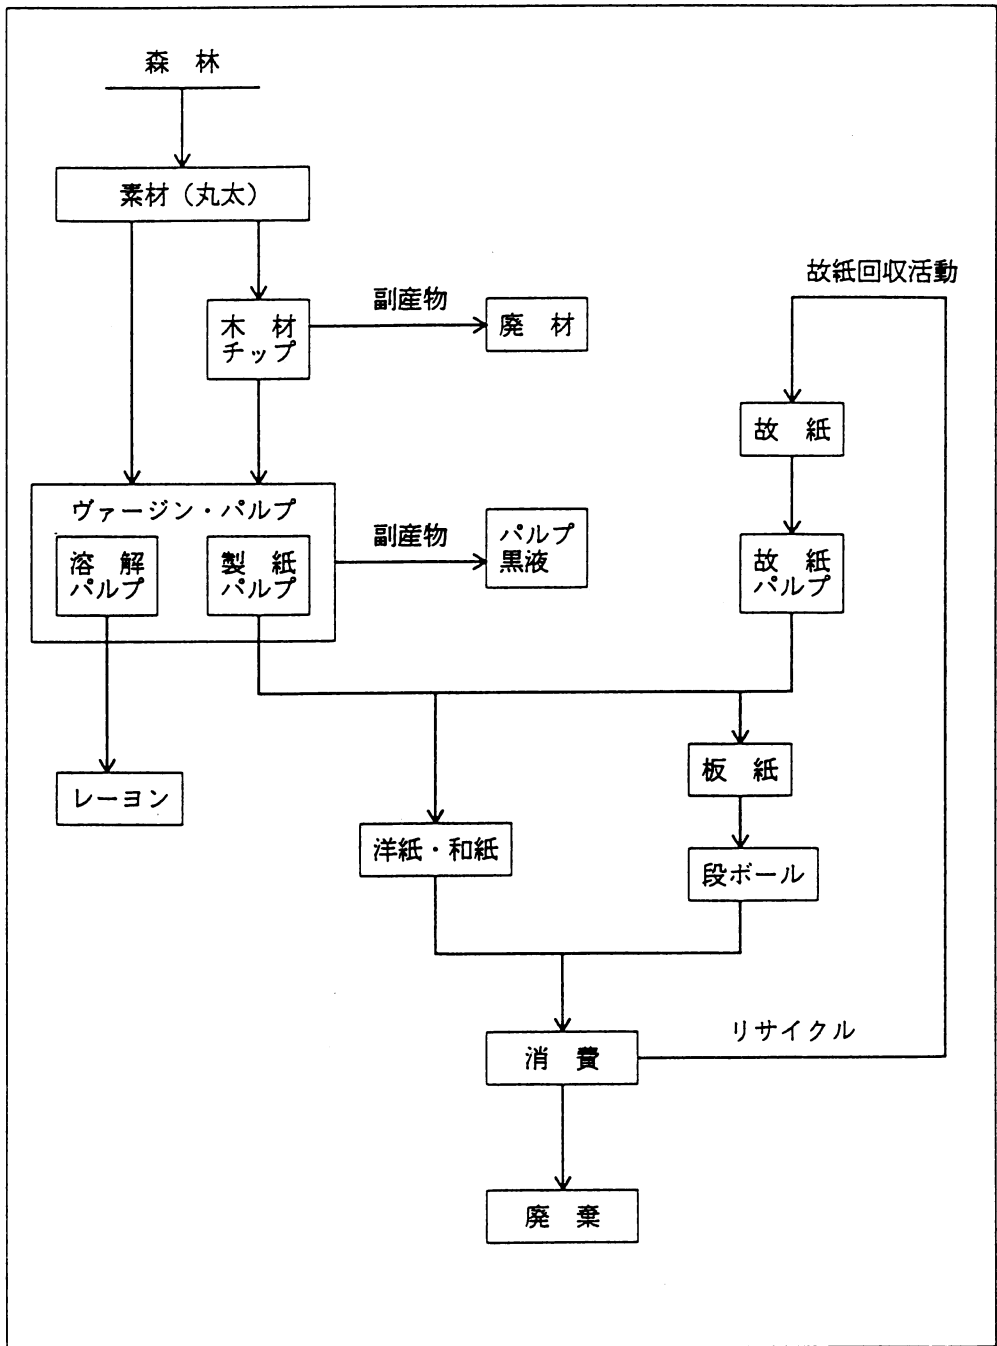 森 林
素材（丸太）
故紙回収活動
副産物
木 材
チップ
廃 材
故 紙
ヴァージン・パルプ
副産物
パルプ
黒液
溶 解
パルプ
製 紙
パルプ
故 紙
パルプ
板 紙
レーヨン
洋紙・和紙
段ボール
リサイクル
消 費
廃 棄